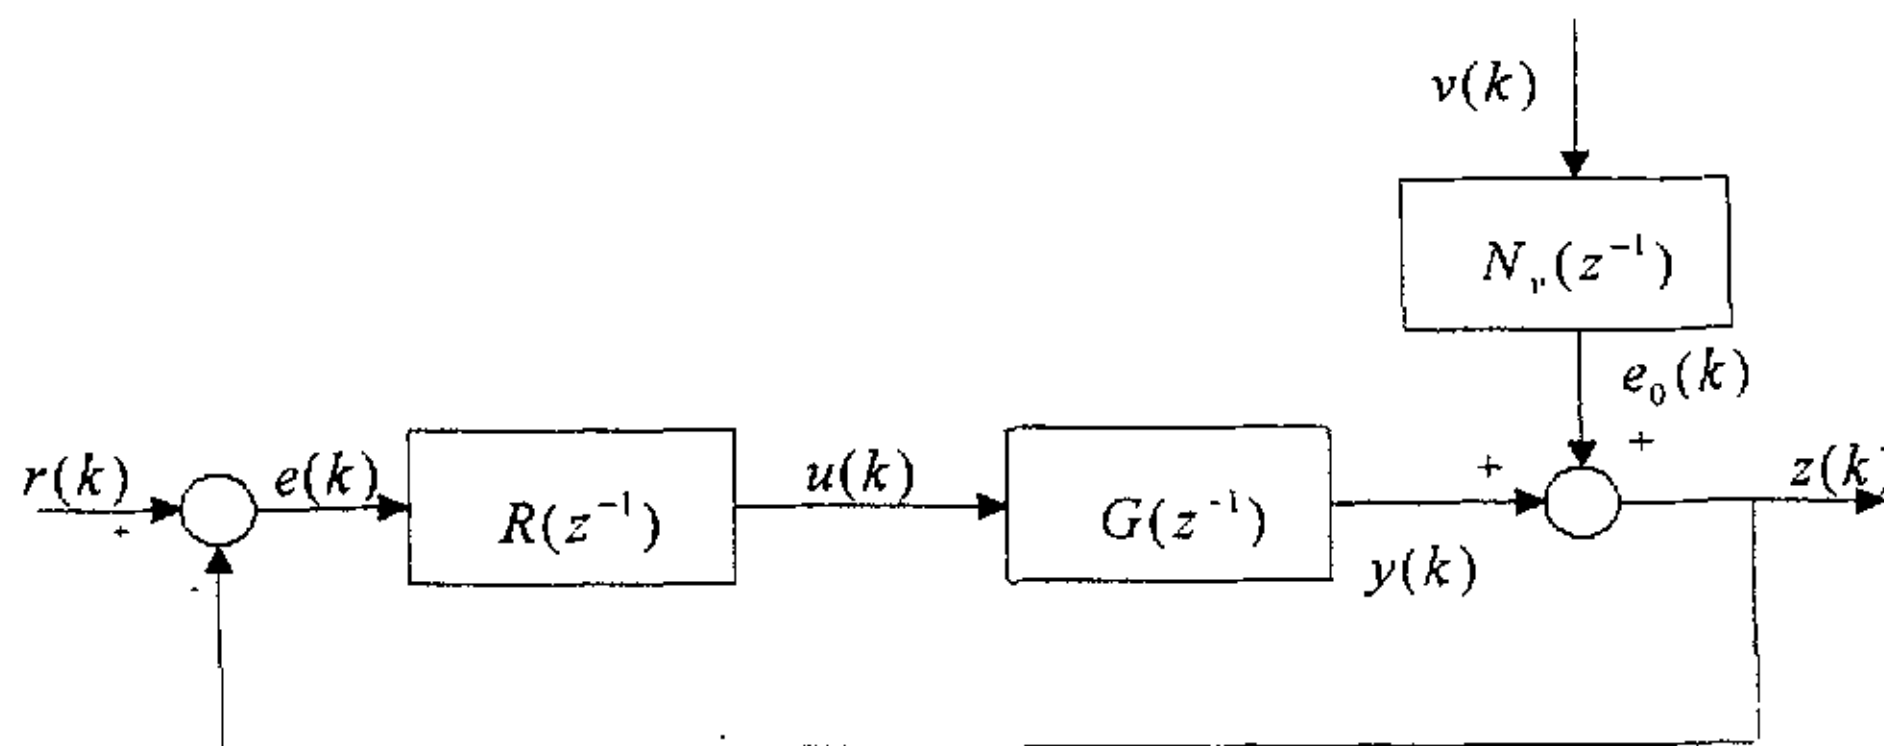 v(k)
N_v(z^{-1})
e_0(k)
+
r(k)
+
e(k)
R(z^{-1})
u(k)
G(z^{-1})
+
y(k)
z(k)
-